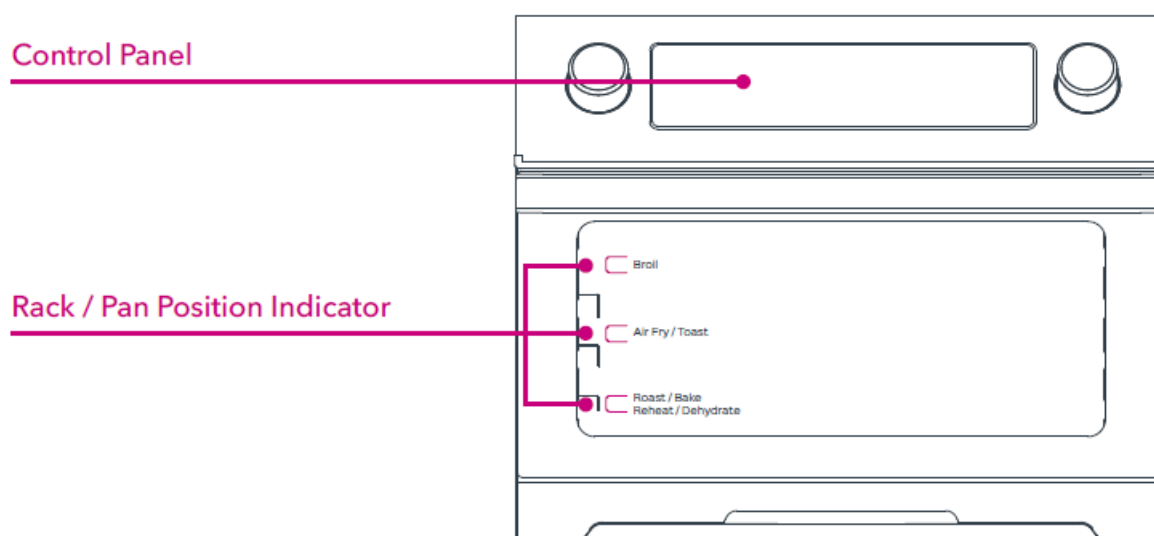 Control Panel
Broil
Rack / Pan Position Indicator
Air Fry / Toast
Roast / Bake
Reheat / Dehydrate